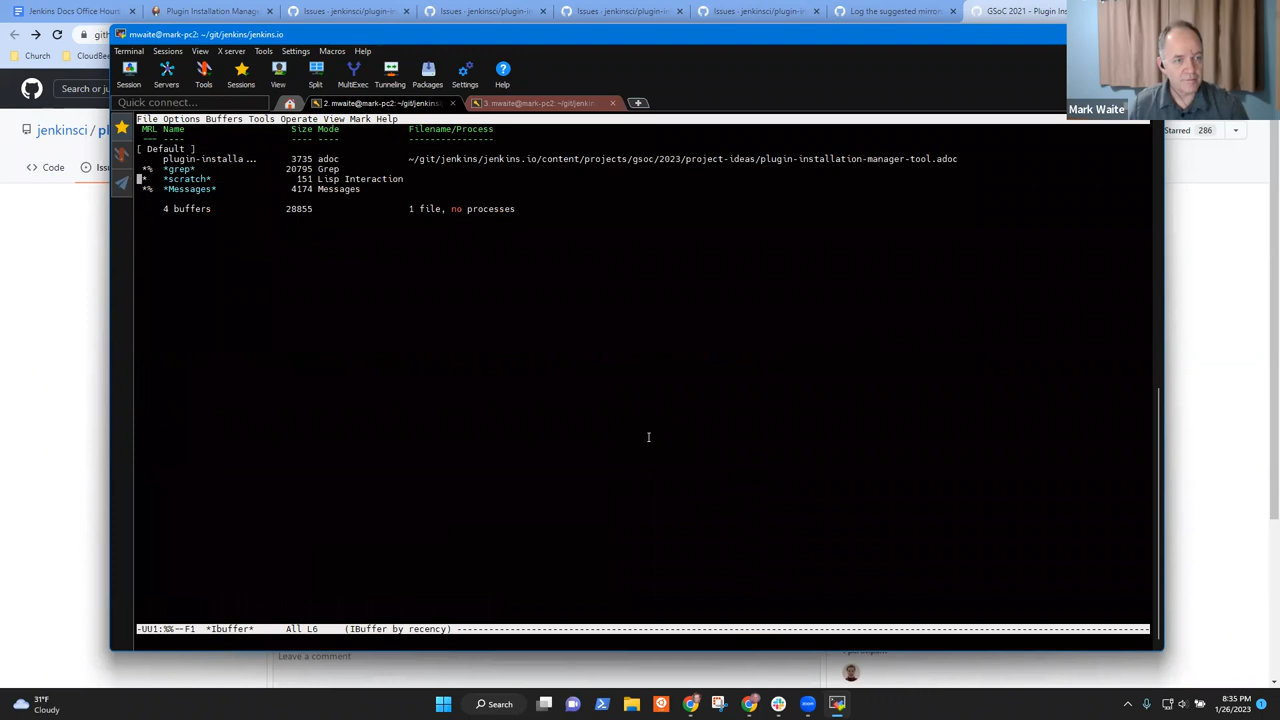 Jenkins Docs Office Hour
Plugin Installation Manage
Issues · jenkinsci/plugin-in
Issues · jenkinsci/plugin-in
Issues · jenkinsci/plugin-in
Issues · jenkinsci/plugin-in
Log the suggested mirror
GSoC 2021 - Plugin Inst
mwaite@mark-pc2: ~/git/jenkins/jenkins.io
Church
CloudBee
Search or jump
Terminal Sessions View X server Tools Settings Macros Help
Session Servers Tools Sessions View Split MultiExec Tunneling Packages Settings Help
Mark Waite
Quick connect...
2. mwaite@mark-pc2: ~/git/jenkins
3. mwaite@mark-pc2: ~/git/jenkin
jenkinsci / pl
Starred 286
Code
File Options Buffers Tools Operate View Mark Help
MRL Name Size Mode Filename/Process
[ Default ]
plugin-installa ... 3735 adoc ~/git/jenkins/jenkins.io/content/projects/gsoc/2023/project-ideas/plugin-installation-manager-tool.adoc
*% *grep* 20795 Grep
* *scratch* 151 Lisp Interaction
*% *Messages* 4174 Messages
4 buffers 28855 1 file, no processes
-UU1:%%--F1 *Ibuffer* All L6 (IBuffer by recency)
Leave a comment
31°F
Cloudy
Search
8:35 PM
1/26/2023